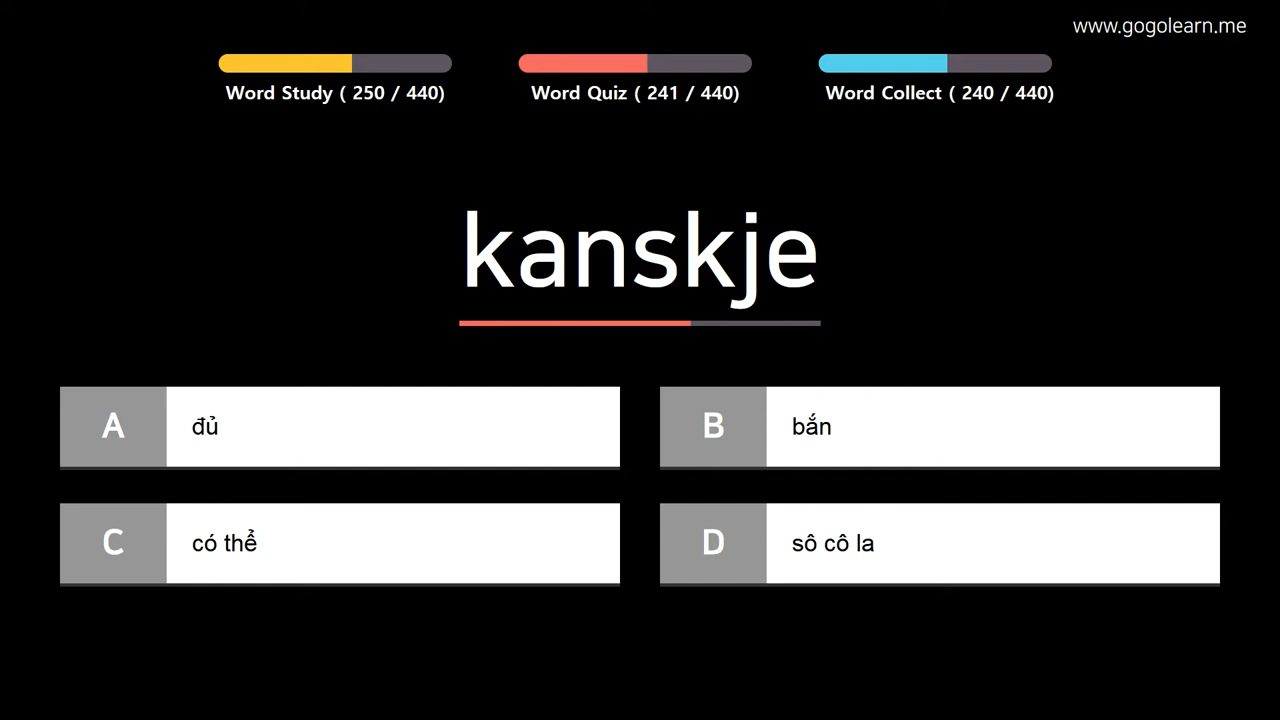 www.gogolearn.me
Word Study ( 250 / 440)
Word Quiz ( 241 / 440)
Word Collect ( 240 / 440)
kanskje
A đủ
B bắn
C có thể
D sô cô la